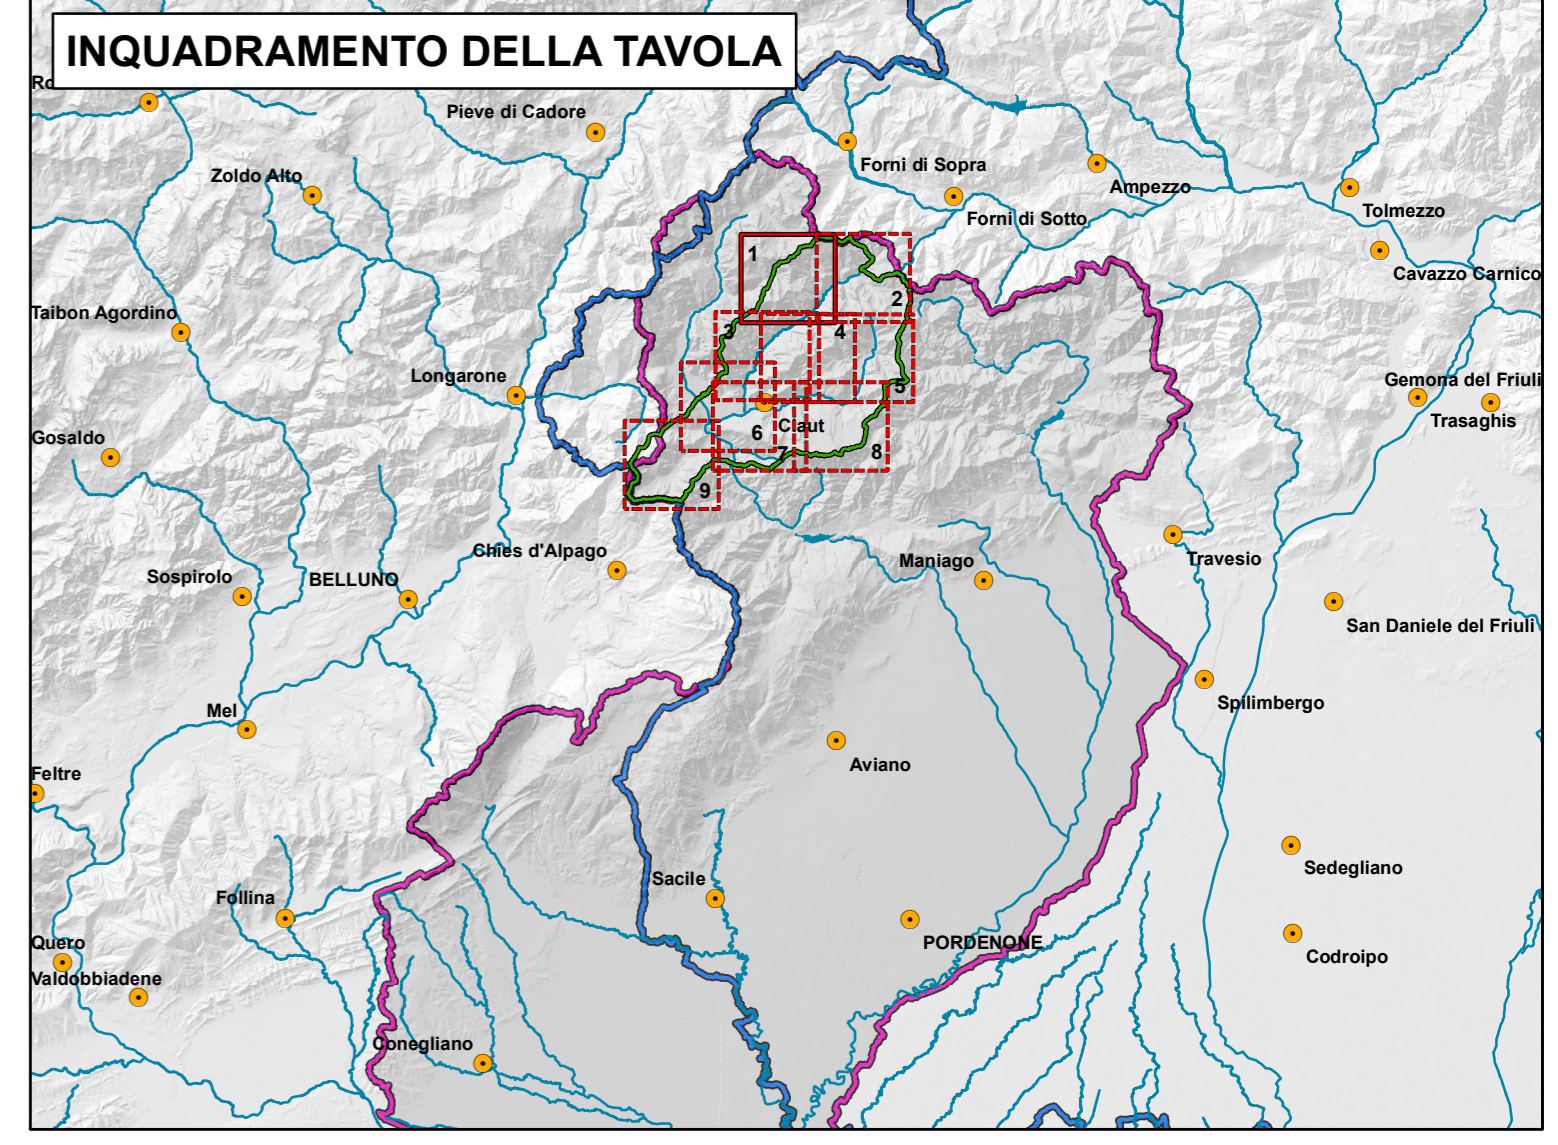 INQUADRAMENTO DELLA TAVOLA
Pieve di Cadore
Forni di Sopra
Zoldo Alto
Ampezzo
Forni di Sotto
Tolmezzo
1
Cavazzo Carnico
2
Taibon Agordino
3
4
Longarone
5
Gemona del Friuli
Trasaghis
Claut
6
Gosaldo
7
8
9
Chies d'Alpago
Maniago
Travesio
Sospirolo
BELLUNO
San Daniele del Friuli
Spilimbergo
Mel
Aviano
Feltre
Sedegliano
Sacile
Follina
PORDENONE
Quero
Codroipo
Valdobbiadene
Conegliano